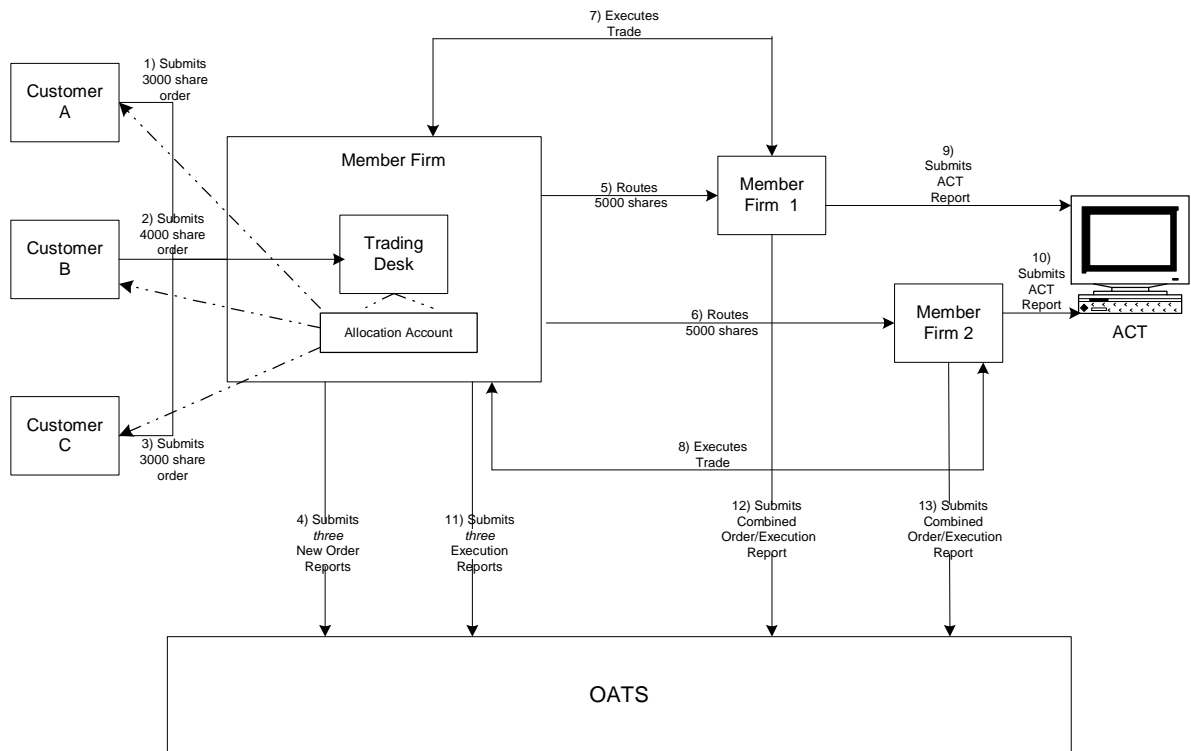 7) Executes
Trade
1) Submits
3000 share
order
Customer
A
Member Firm
9)
Submits
ACT
Report
Member
Firm 1
5) Routes
5000 shares
2) Submits
4000 share
order
Customer
B
Trading
Desk
10)
Submits
ACT
Report
Member
Firm 2
6) Routes
5000 shares
Allocation Account
ACT
Customer
C
3) Submits
3000 share
order
8) Executes
Trade
4) Submits
three
New Order
Reports
11) Submits
three
Execution
Reports
12) Submits
Combined
Order/Execution
Report
13) Submits
Combined
Order/Execution
Report
OATS